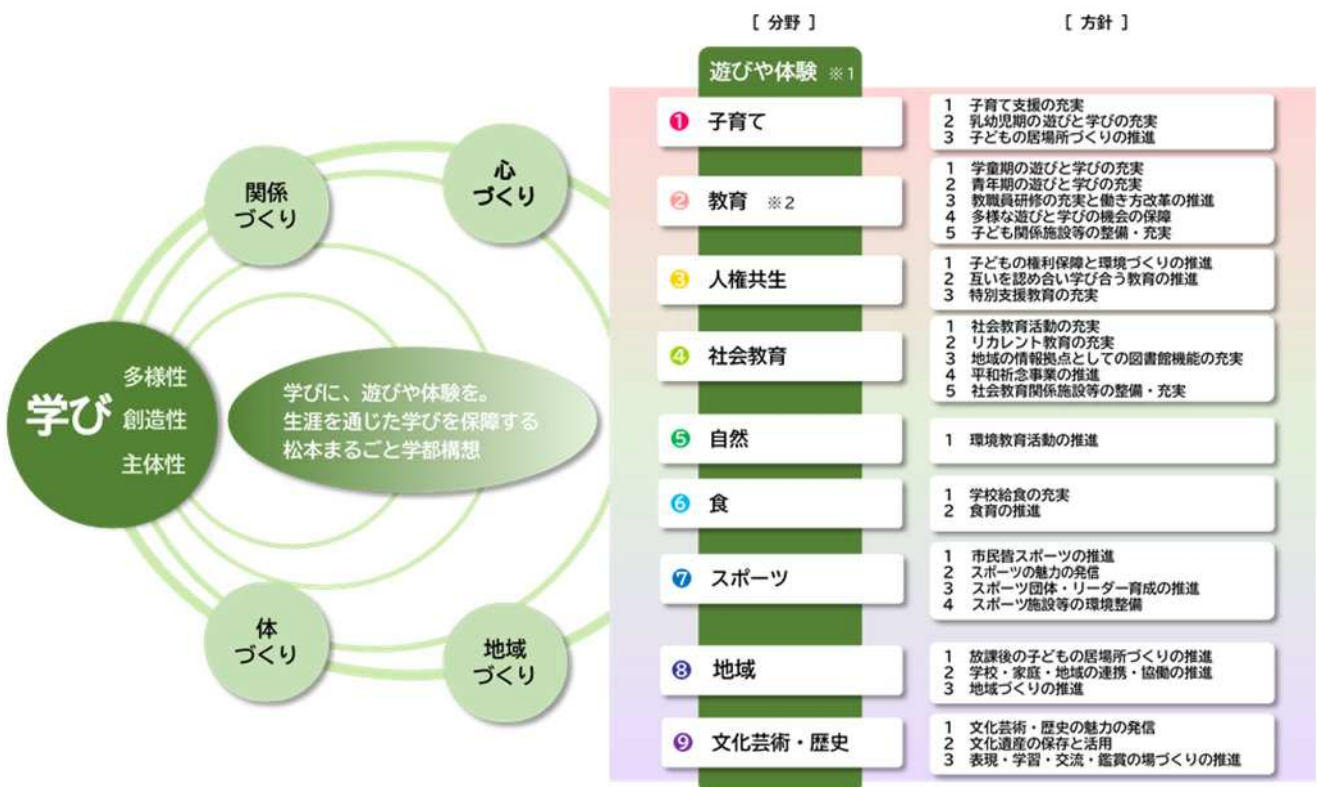 [ 分野 ]
[ 方針 ]
遊びや体験 ※1
❶ 子育て
1 子育て支援の充実
2 乳幼児期の遊びと学びの充実
3 子どもの居場所づくりの推進
❷ 教育 ※2
1 学童期の遊びと学びの充実
2 青年期の遊びと学びの充実
3 教職員研修の充実と働き方改革の推進
4 多様な遊びと学びの機会の保障
5 子ども関係施設等の整備・充実
❸ 人権共生
1 子どもの権利保障と環境づくりの推進
2 互いを認め合い学び合う教育の推進
3 特別支援教育の充実
❹ 社会教育
1 社会教育活動の充実
2 リカレント教育の充実
3 地域の情報拠点としての図書館機能の充実
4 平和祈念事業の推進
5 社会教育関係施設等の整備・充実
❺ 自然
1 環境教育活動の推進
❻ 食
1 学校給食の充実
2 食育の推進
❼ スポーツ
1 市民皆スポーツの推進
2 スポーツの魅力の発信
3 スポーツ団体・リーダー育成の推進
4 スポーツ施設等の環境整備
❽ 地域
1 放課後の子どもの居場所づくりの推進
2 学校・家庭・地域の連携・協働の推進
3 地域づくりの推進
❾ 文化芸術・歴史
1 文化芸術・歴史の魅力の発信
2 文化遺産の保存と活用
3 表現・学習・交流・鑑賞の場づくりの推進
関係
づくり
心
づくり
学び
多様性
創造性
主体性
学びに、遊びや体験を。
生涯を通じた学びを保障する
松本まるごと学都構想
体
づくり
地域
づくり